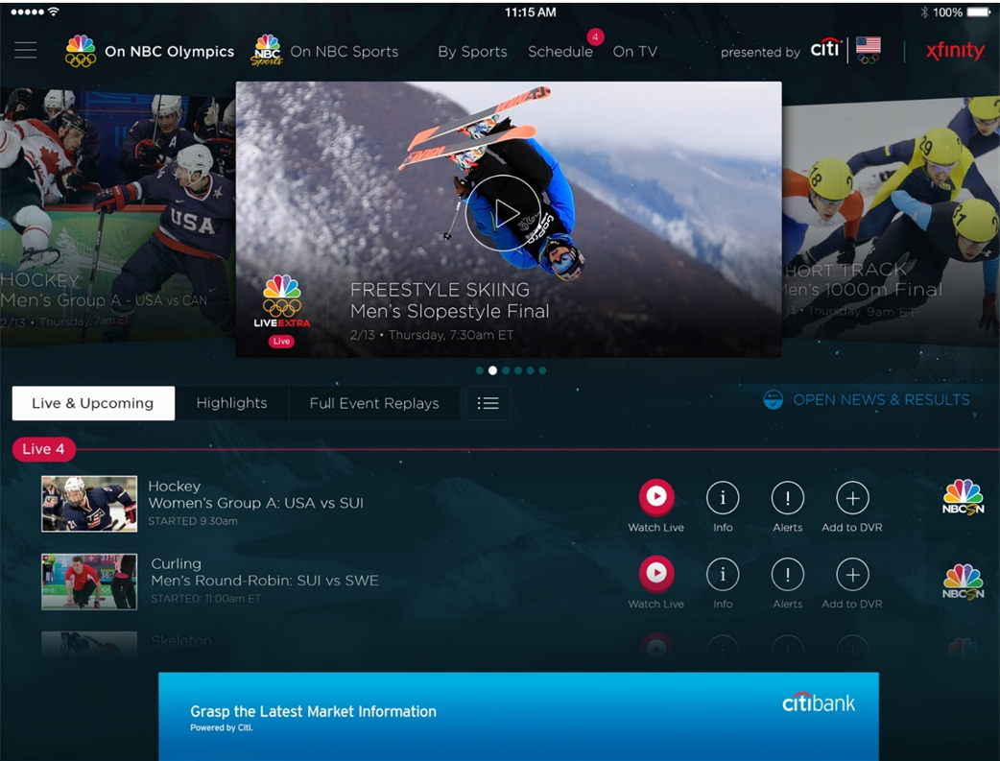 11:15 AM
100%
On NBC Olympics
NBC
Sports
On NBC Sports
By Sports
Schedule
4
On TV
presented by
citi
xfinity
HOCKEY
Men's Group A - USA vs CAN
2/13 • Thursday, 7am ET
USA
GoPro
LIVE EXTRA
Live
FREESTYLE SKIING
Men's Slopestyle Final
2/13 • Thursday, 7:30am ET
29
HORT TRACK
Men's 1000m Final
Thursday, 9am ET
Live & Upcoming
Highlights
Full Event Replays
OPEN NEWS & RESULTS
Live 4
Hockey
Women's Group A: USA vs SUI
STARTED 9:30am
Watch Live
Info
Alerts
Add to DVR
NBCSN
Curling
Men's Round-Robin: SUI vs SWE
STARTED: 11:00am ET
Watch Live
Info
Alerts
Add to DVR
NBCSN
Skeleton
Grasp the Latest Market Information
Powered by Citi.
citibank